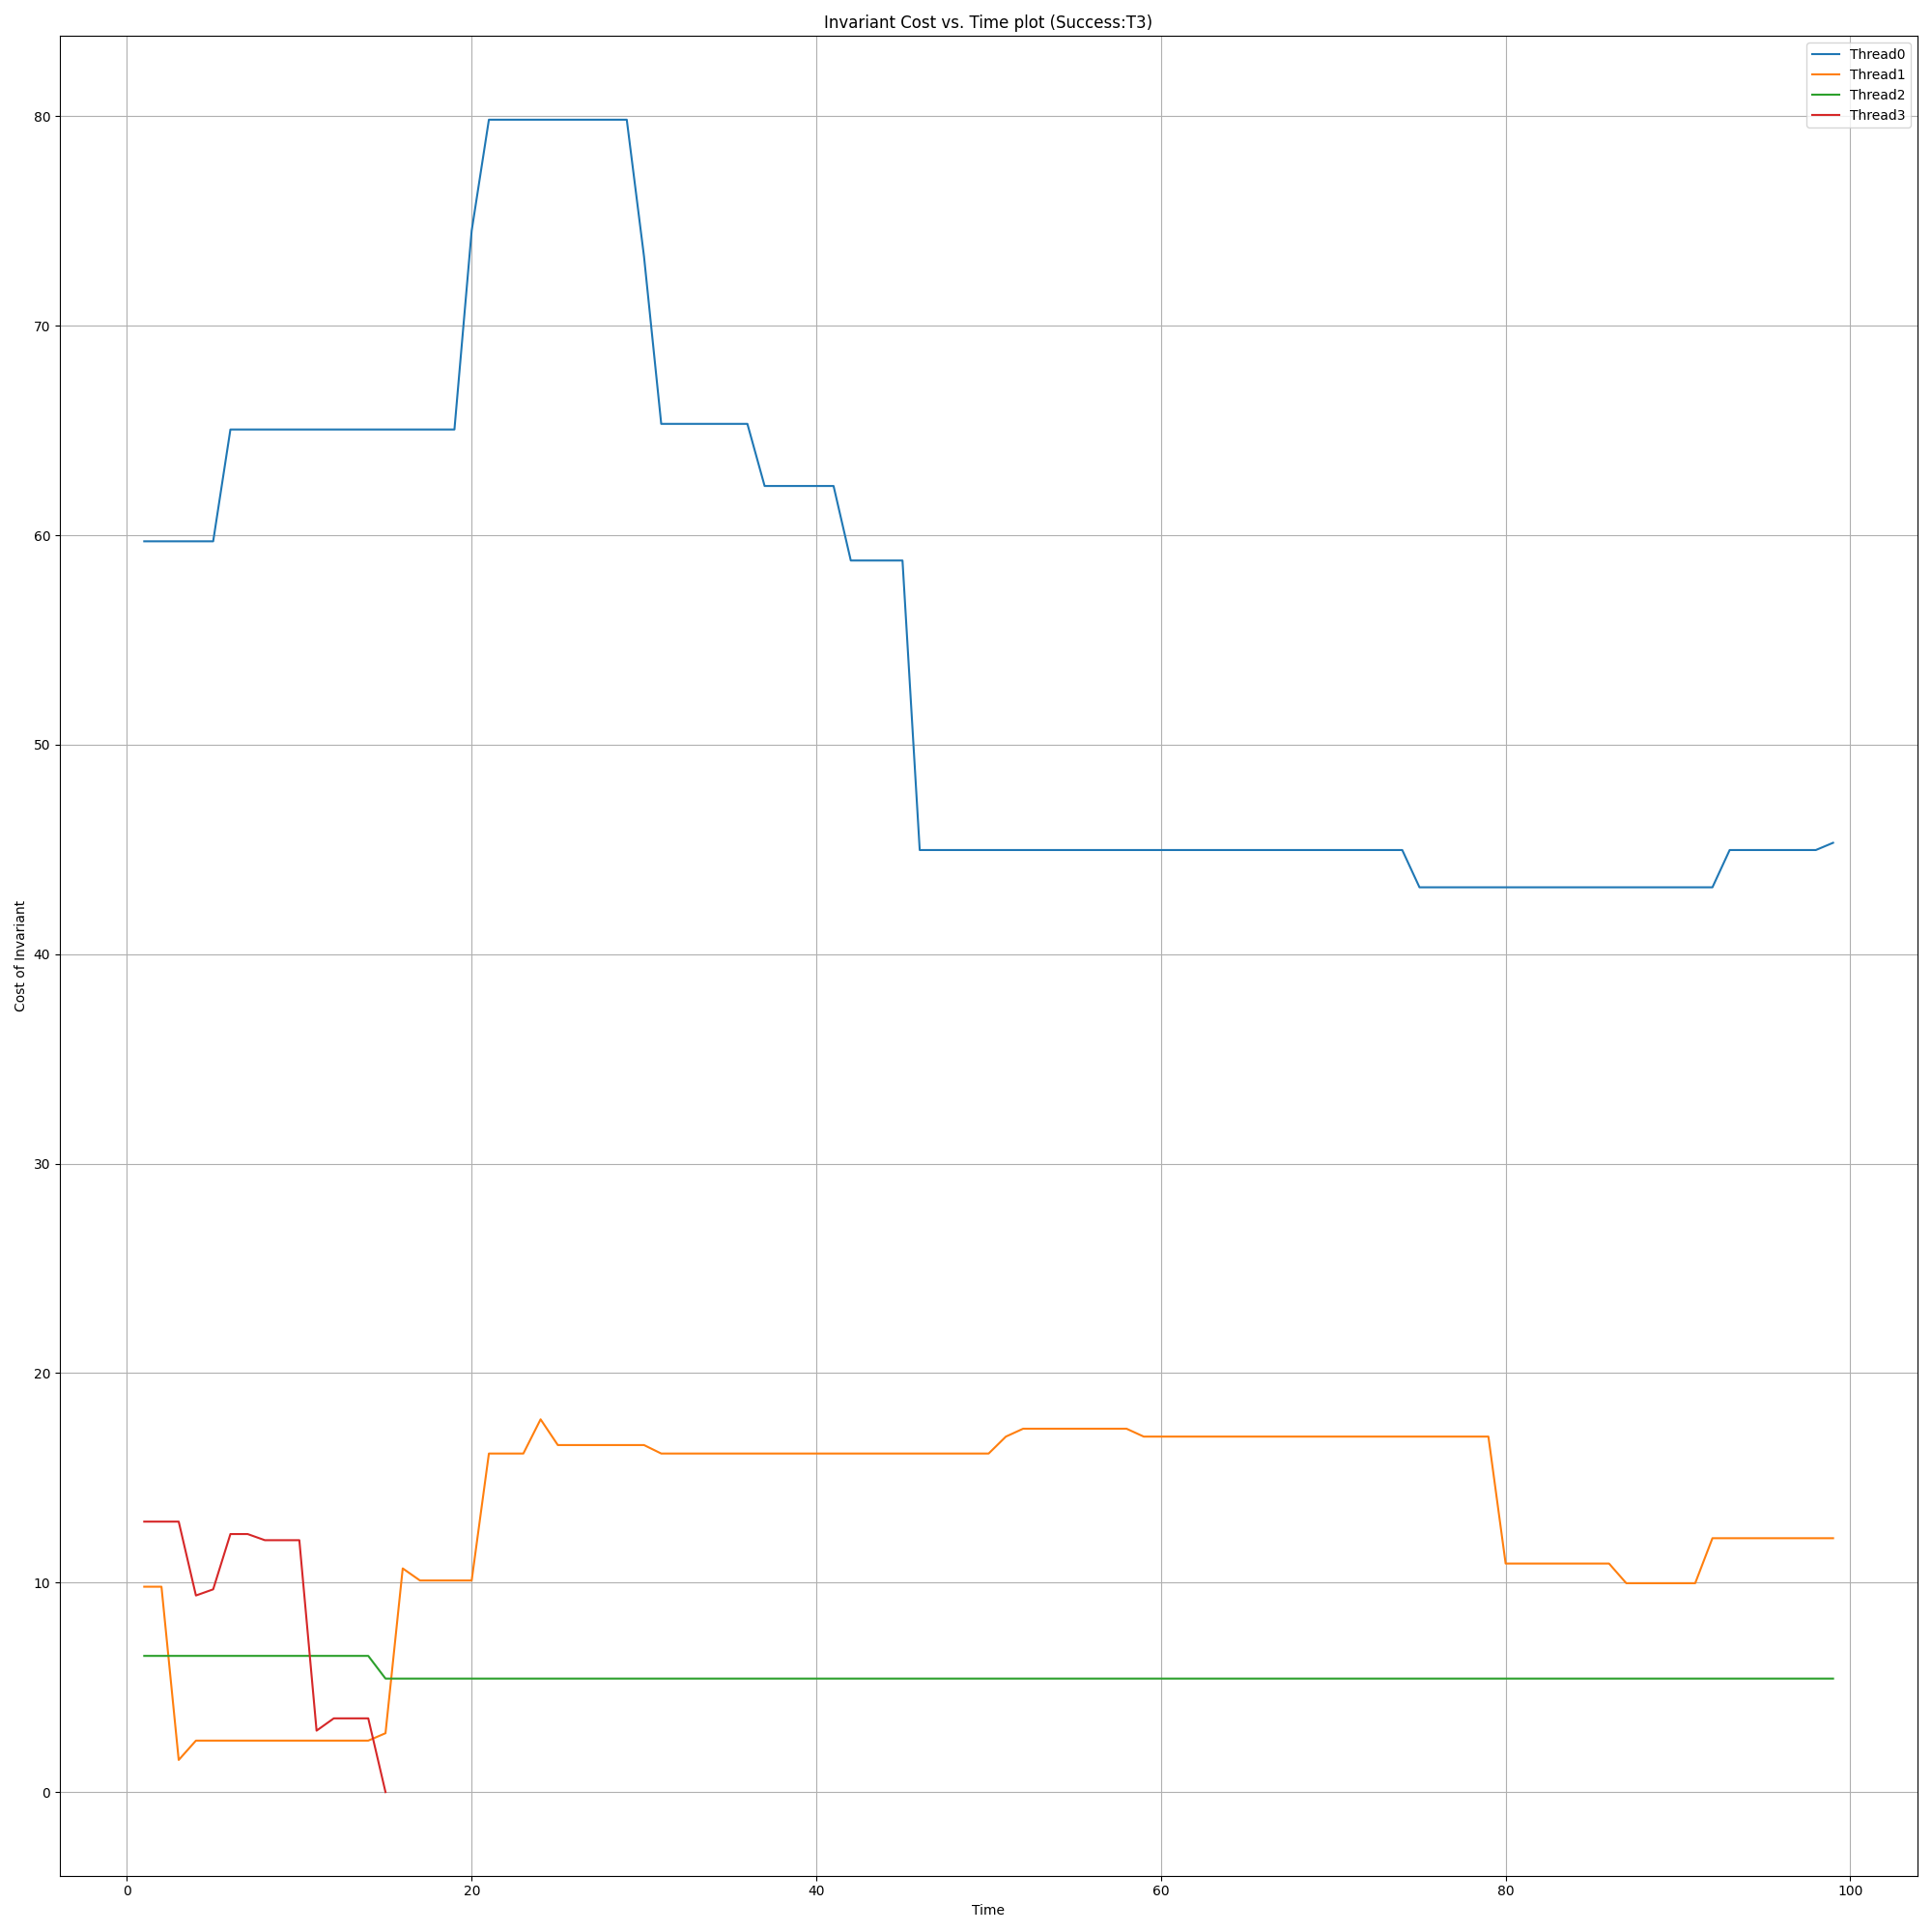 Invariant Cost vs. Time plot (Success:T3)
Thread0
Thread1
Thread2
Thread3
80
70
60
50
40
30
20
10
0
Cost of Invariant
0 20 40 60 80 100
Time